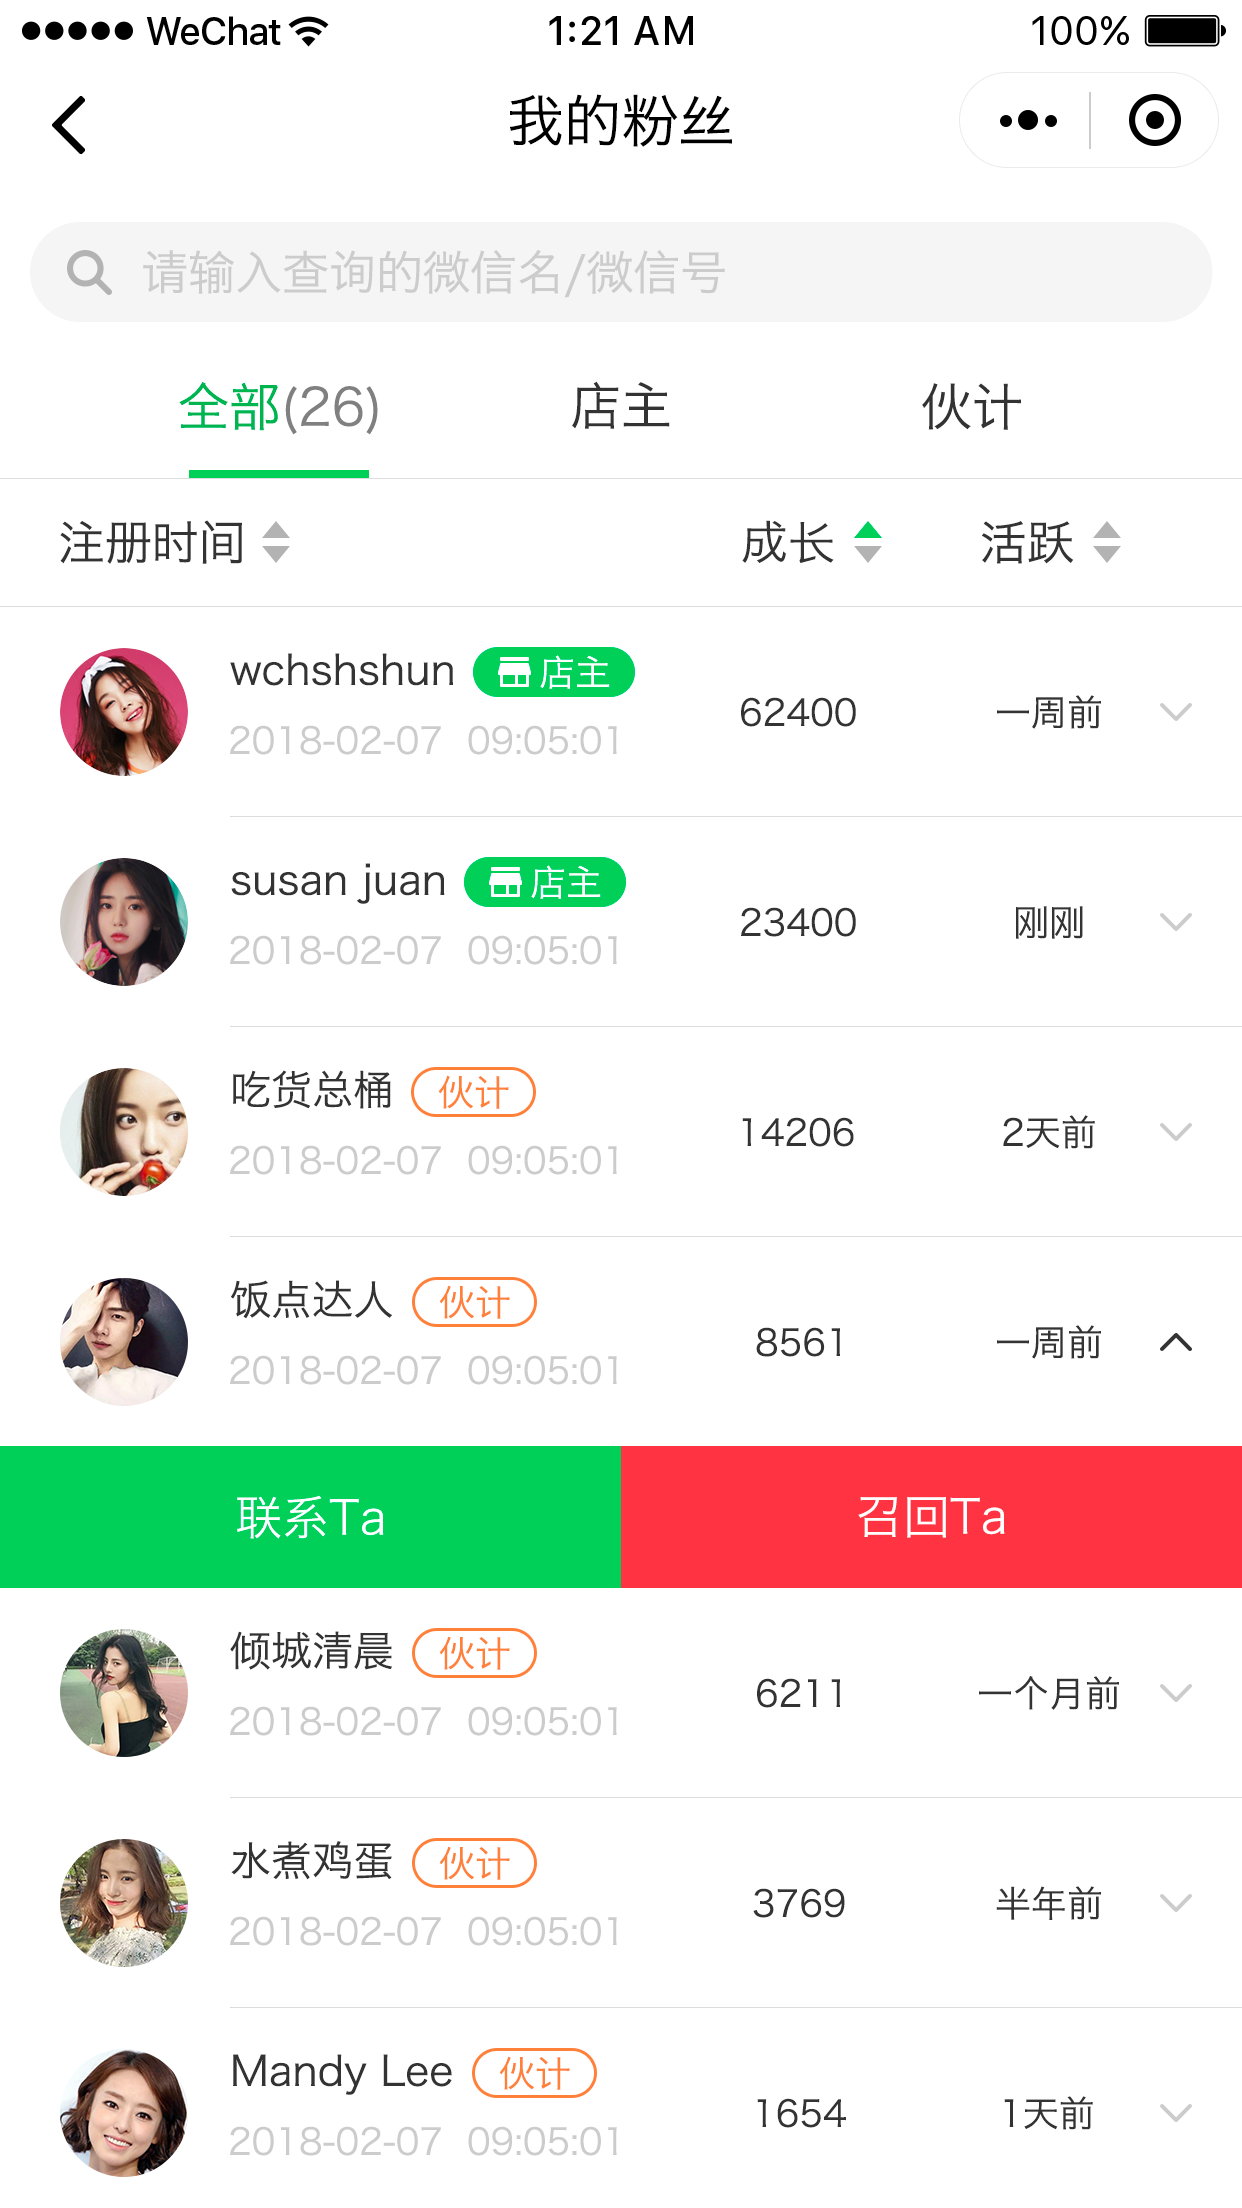 WeChat 1:21 AM 100%
我的粉丝
请输入查询的微信名/微信号
全部(26) 店主 伙计
注册时间 成长 活跃
wchshshun 店主
2018-02-07 09:05:01 62400 一周前
susan juan 店主
2018-02-07 09:05:01 23400 刚刚
吃货总桶 伙计
2018-02-07 09:05:01 14206 2天前
饭点达人 伙计
2018-02-07 09:05:01 8561 一周前
联系Ta 召回Ta
倾城清晨 伙计
2018-02-07 09:05:01 6211 一个月前
水煮鸡蛋 伙计
2018-02-07 09:05:01 3769 半年前
Mandy Lee 伙计
2018-02-07 09:05:01 1654 1天前